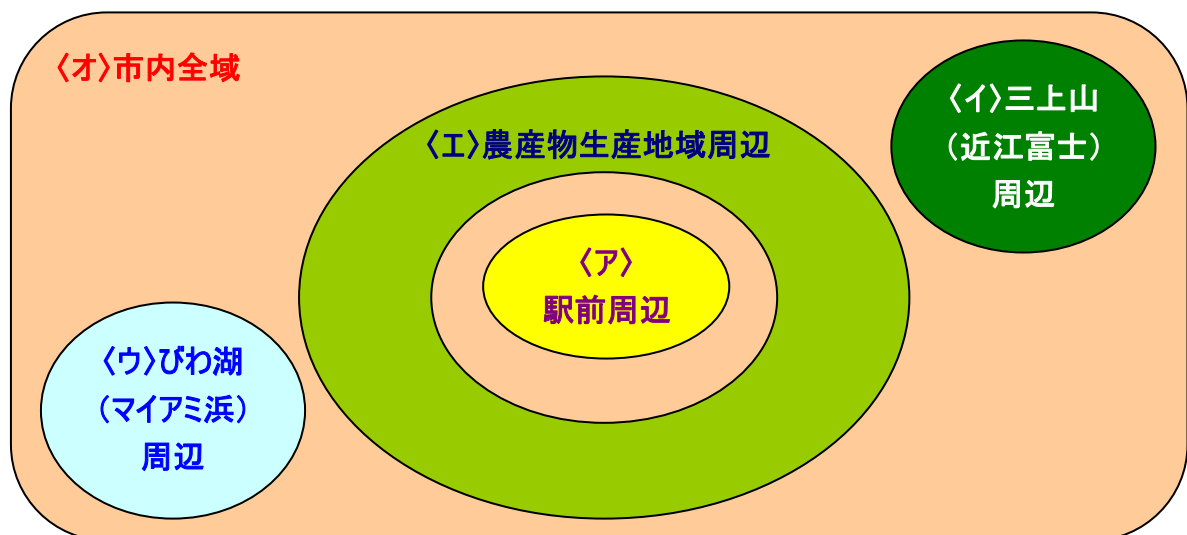 〈オ〉市内全域
〈エ〉農産物生産地域周辺
〈イ〉三上山
（近江富士）
周辺
〈ア〉
駅前周辺
〈ウ〉びわ湖
（マイアミ浜）
周辺